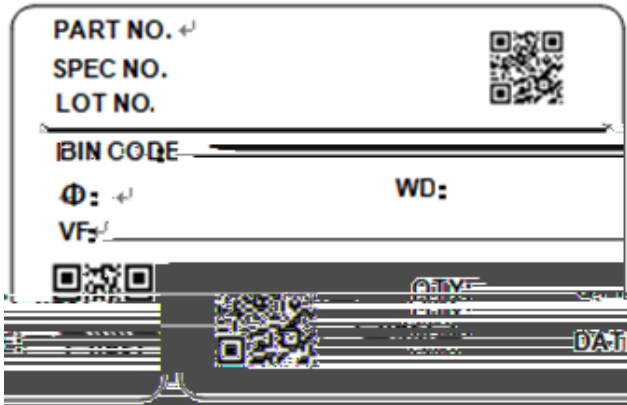 PART NO.
SPEC NO.
LOT NO.
BIN CODE
Φ: WD:
VF:
QTY:
DAT